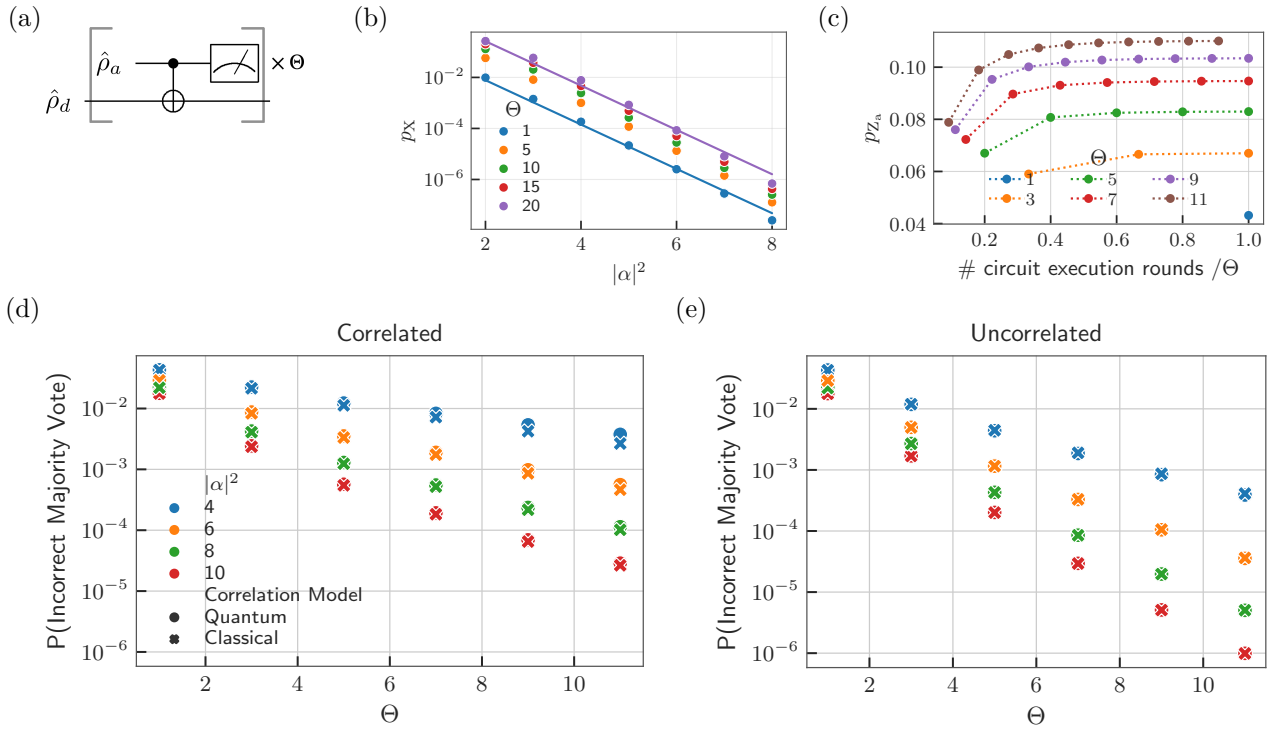 (a)
ρ̂a
× Θ
ρ̂d
(b)
10−2
10−4
10−6
pX
Θ
1
5
10
15
20
2 4 6 8
|α|2
(c)
0.10
0.08
0.06
0.04
pZa
Θ
1 5 9
3 7 11
0.2 0.4 0.6 0.8 1.0
# circuit execution rounds /Θ
(d)
Correlated
P(Incorrect Majority Vote)
10−2
10−3
10−4
10−5
10−6
|α|2
4
6
8
10
Correlation Model
Quantum
Classical
2 4 6 8 10
Θ
(e)
Uncorrelated
P(Incorrect Majority Vote)
10−2
10−3
10−4
10−5
10−6
2 4 6 8 10
Θ